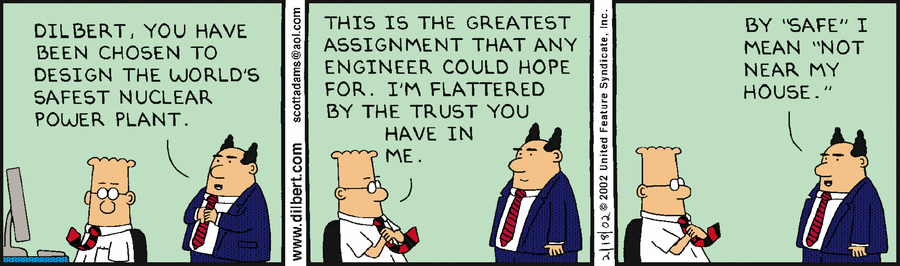 DILBERT, YOU HAVE
BEEN CHOSEN TO
DESIGN THE WORLD'S
SAFEST NUCLEAR
POWER PLANT.
www.dilbert.com
scottadams@aol.com
THIS IS THE GREATEST
ASSIGNMENT THAT ANY
ENGINEER COULD HOPE
FOR. I'M FLATTERED
BY THE TRUST YOU
HAVE IN
ME.
2/18/02 © 2002 United Feature Syndicate, Inc.
BY "SAFE" I
MEAN "NOT
NEAR MY
HOUSE."